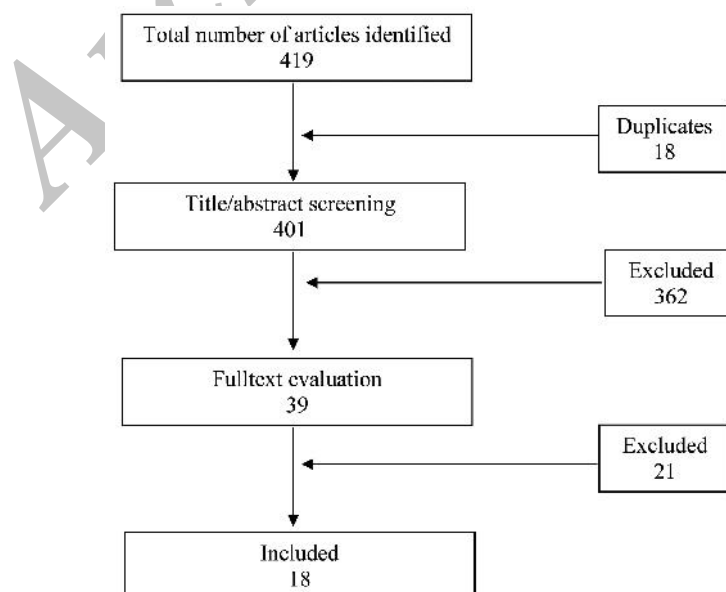 Total number of articles identified
419
Duplicates
18
Title/abstract screening
401
Excluded
362
Fulltext evaluation
39
Excluded
21
Included
18